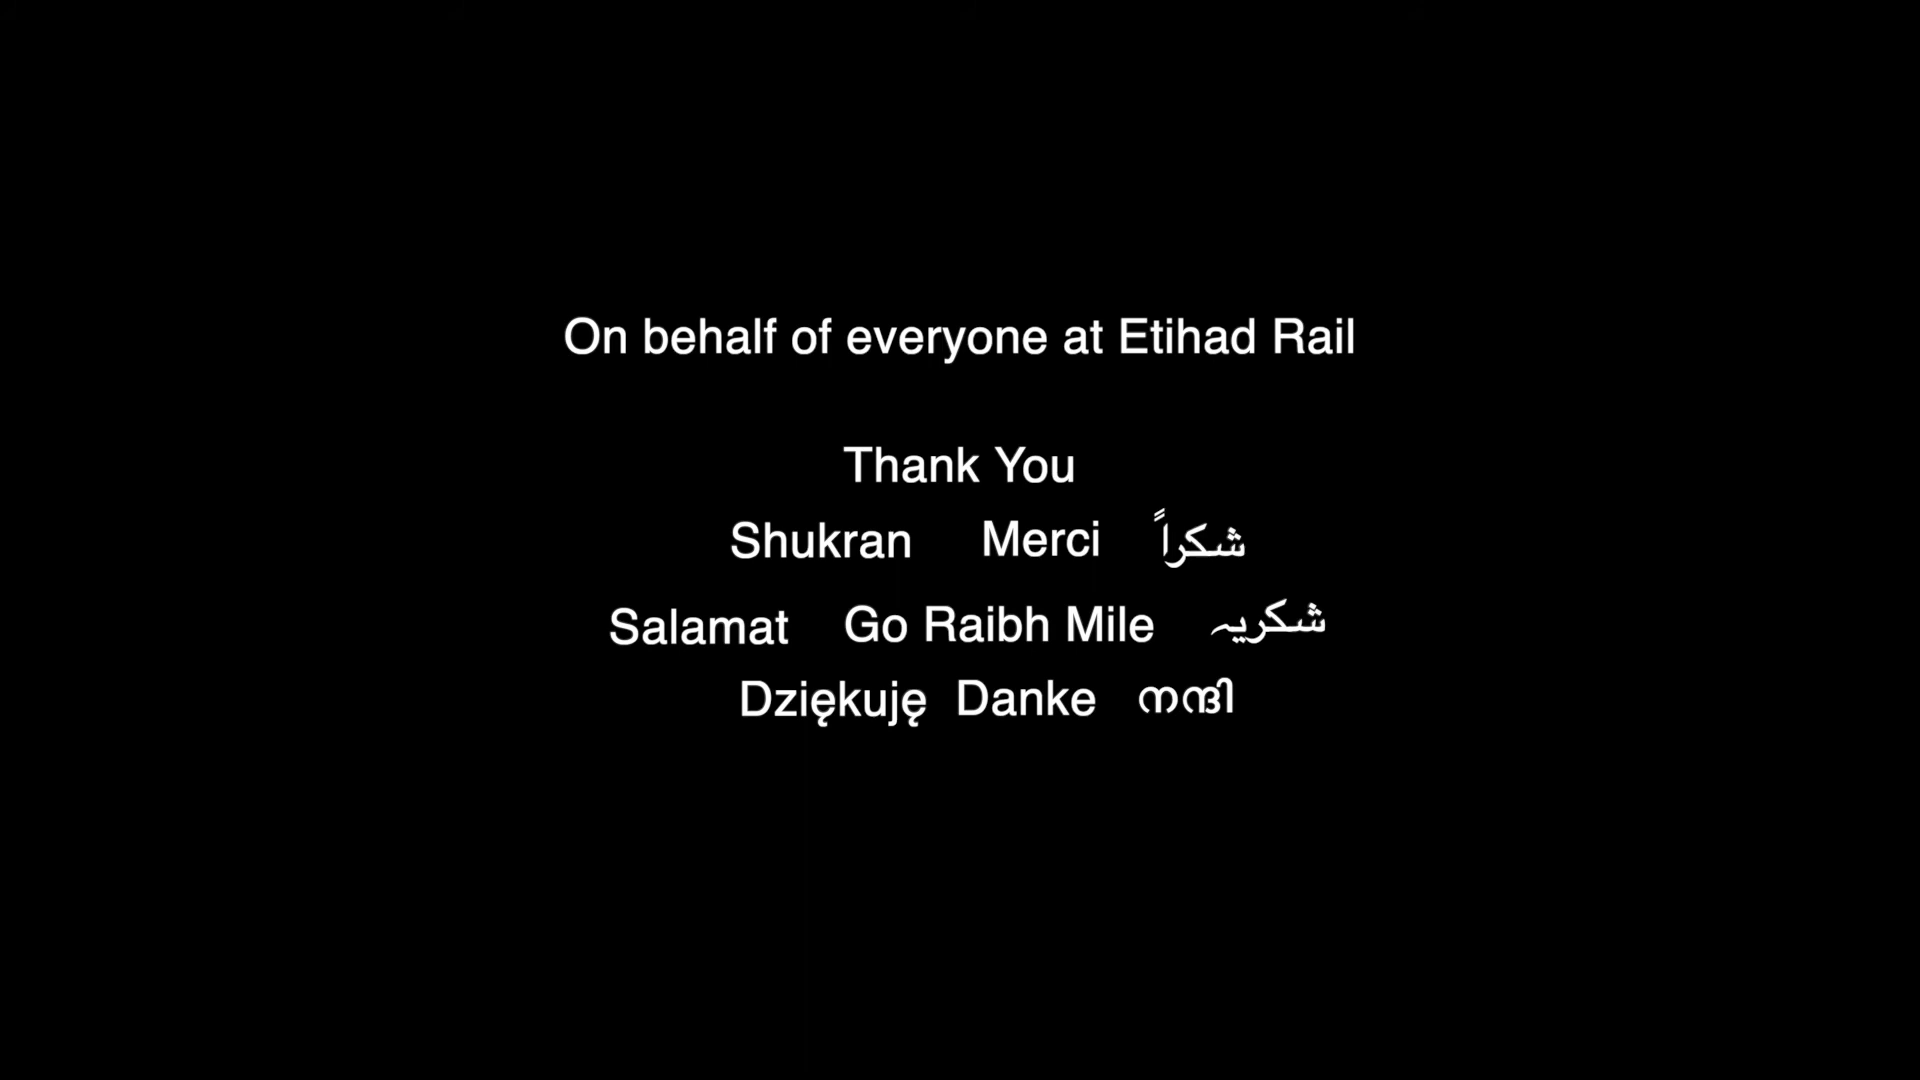 On behalf of everyone at Etihad Rail
Thank You
Shukran Merci شكراً
Salamat Go Raibh Mile شکریہ
Dziękuję Danke നന്ദി